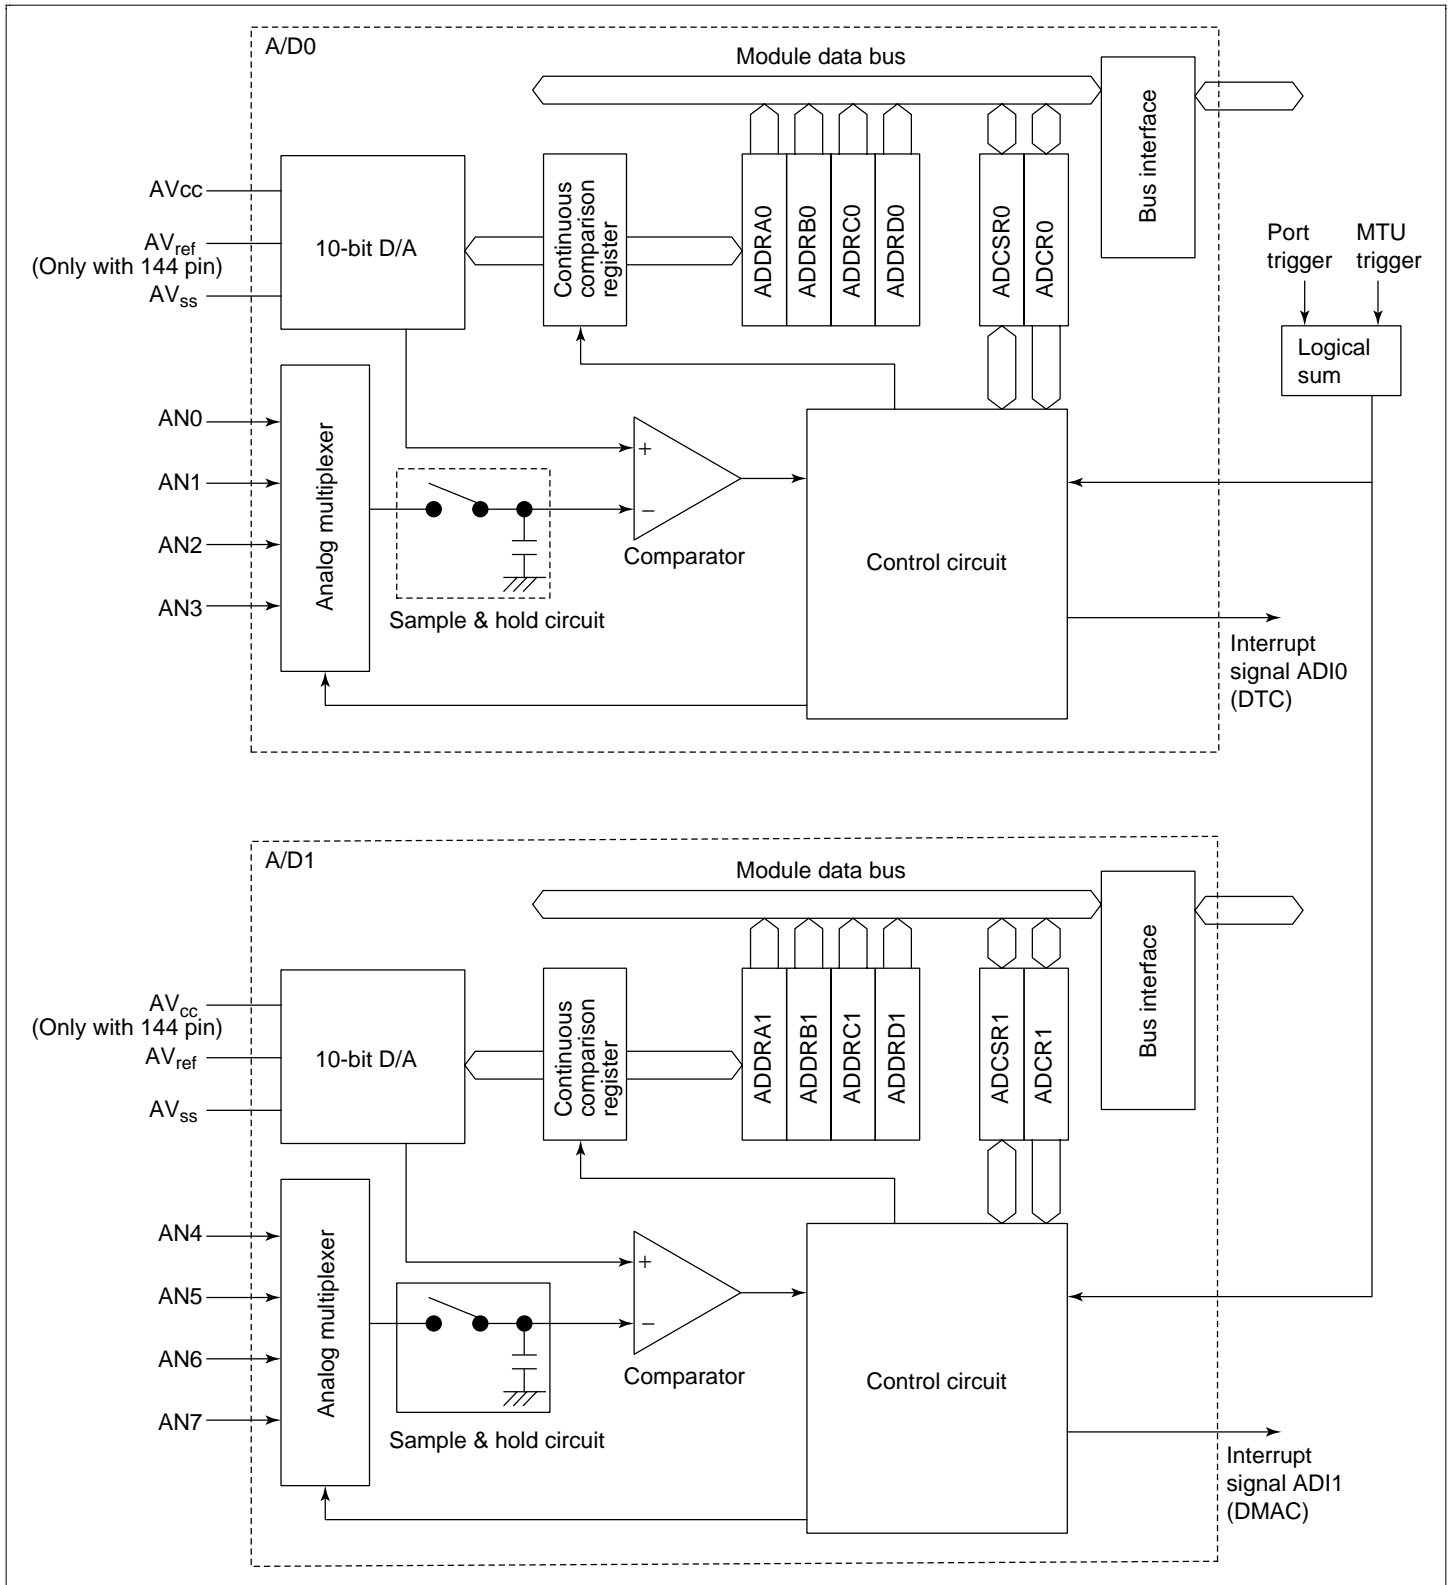 A/D0
Module data bus
Bus interface
AVcc
AVref
(Only with 144 pin)
AVss
10-bit D/A
Continuous
comparison
register
ADDRA0
ADDRB0
ADDRC0
ADDRD0
ADCSR0
ADCR0
Port
trigger
MTU
trigger
Logical
sum
AN0
AN1
AN2
AN3
Analog multiplexer
+
−
Comparator
Sample & hold circuit
Control circuit
Interrupt
signal ADI0
(DTC)
A/D1
Module data bus
Bus interface
AVcc
(Only with 144 pin)
AVref
AVss
10-bit D/A
Continuous
comparison
register
ADDRA1
ADDRB1
ADDRC1
ADDRD1
ADCSR1
ADCR1
AN4
AN5
AN6
AN7
Analog multiplexer
+
−
Comparator
Sample & hold circuit
Control circuit
Interrupt
signal ADI1
(DMAC)